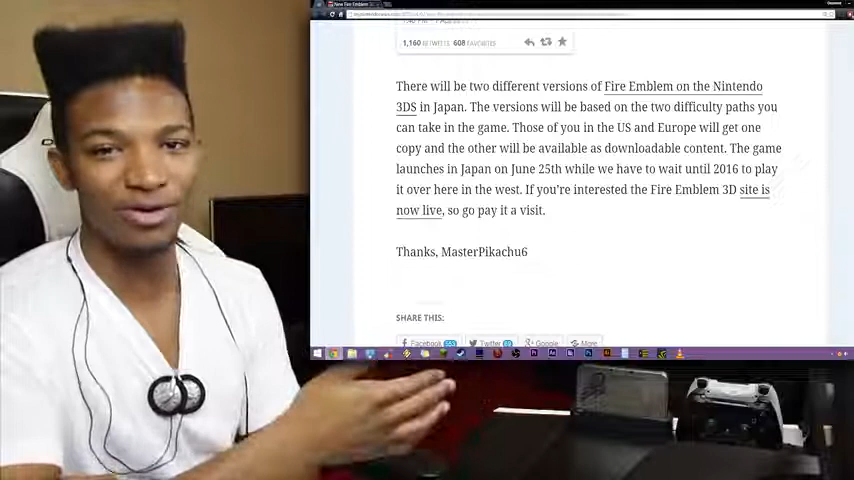 New Fire Emblem
1,160 RETWEETS 608 FAVORITES
There will be two different versions of Fire Emblem on the Nintendo
3DS in Japan. The versions will be based on the two difficulty paths you
can take in the game. Those of you in the US and Europe will get one
copy and the other will be available as downloadable content. The game
launches in Japan on June 25th while we have to wait until 2016 to play
it over here in the west. If you're interested the Fire Emblem 3D site is
now live, so go pay it a visit.
Thanks, MasterPikachu6
SHARE THIS:
Facebook Twitter Google More